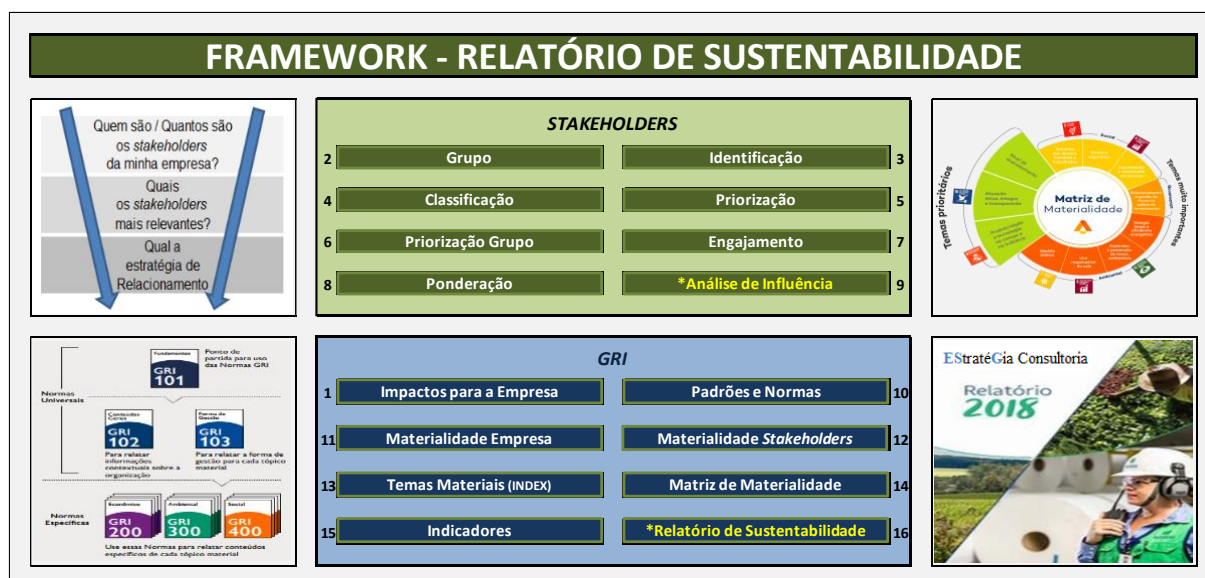 FRAMEWORK - RELATÓRIO DE SUSTENTABILIDADE
Quem são / Quantos são
os stakeholders
da minha empresa?
Quais
os stakeholders
mais relevantes?
Qual a
estratégia de
Relacionamento
STAKEHOLDERS
2 Grupo Identificação 3
4 Classificação Priorização 5
6 Priorização Grupo Engajamento 7
8 Ponderação *Análise de Influência 9
Temas prioritários
Matriz de
Materialidade
Temas muito importantes
Social
Ambiental
Fundamentos
GRI
101
Ponto de
partida para uso
das Normas GRI
Normas
Universais
Conteúdos
Gerais
GRI
102
Forma de
Gestão
GRI
103
Para relatar
informações
contextuais sobre a
organização
Para relatar a forma de
gestão para cada tópico
material
Normas
Específicas
Econômico
GRI
200
Ambiental
GRI
300
Social
GRI
400
Use essas Normas para relatar conteúdos
específicos de cada tópico material
GRI
1 Impactos para a Empresa Padrões e Normas 10
11 Materialidade Empresa Materialidade Stakeholders 12
13 Temas Materiais (INDEX) Matriz de Materialidade 14
15 Indicadores *Relatório de Sustentabilidade 16
EStratéGia Consultoria
Relatório
2018